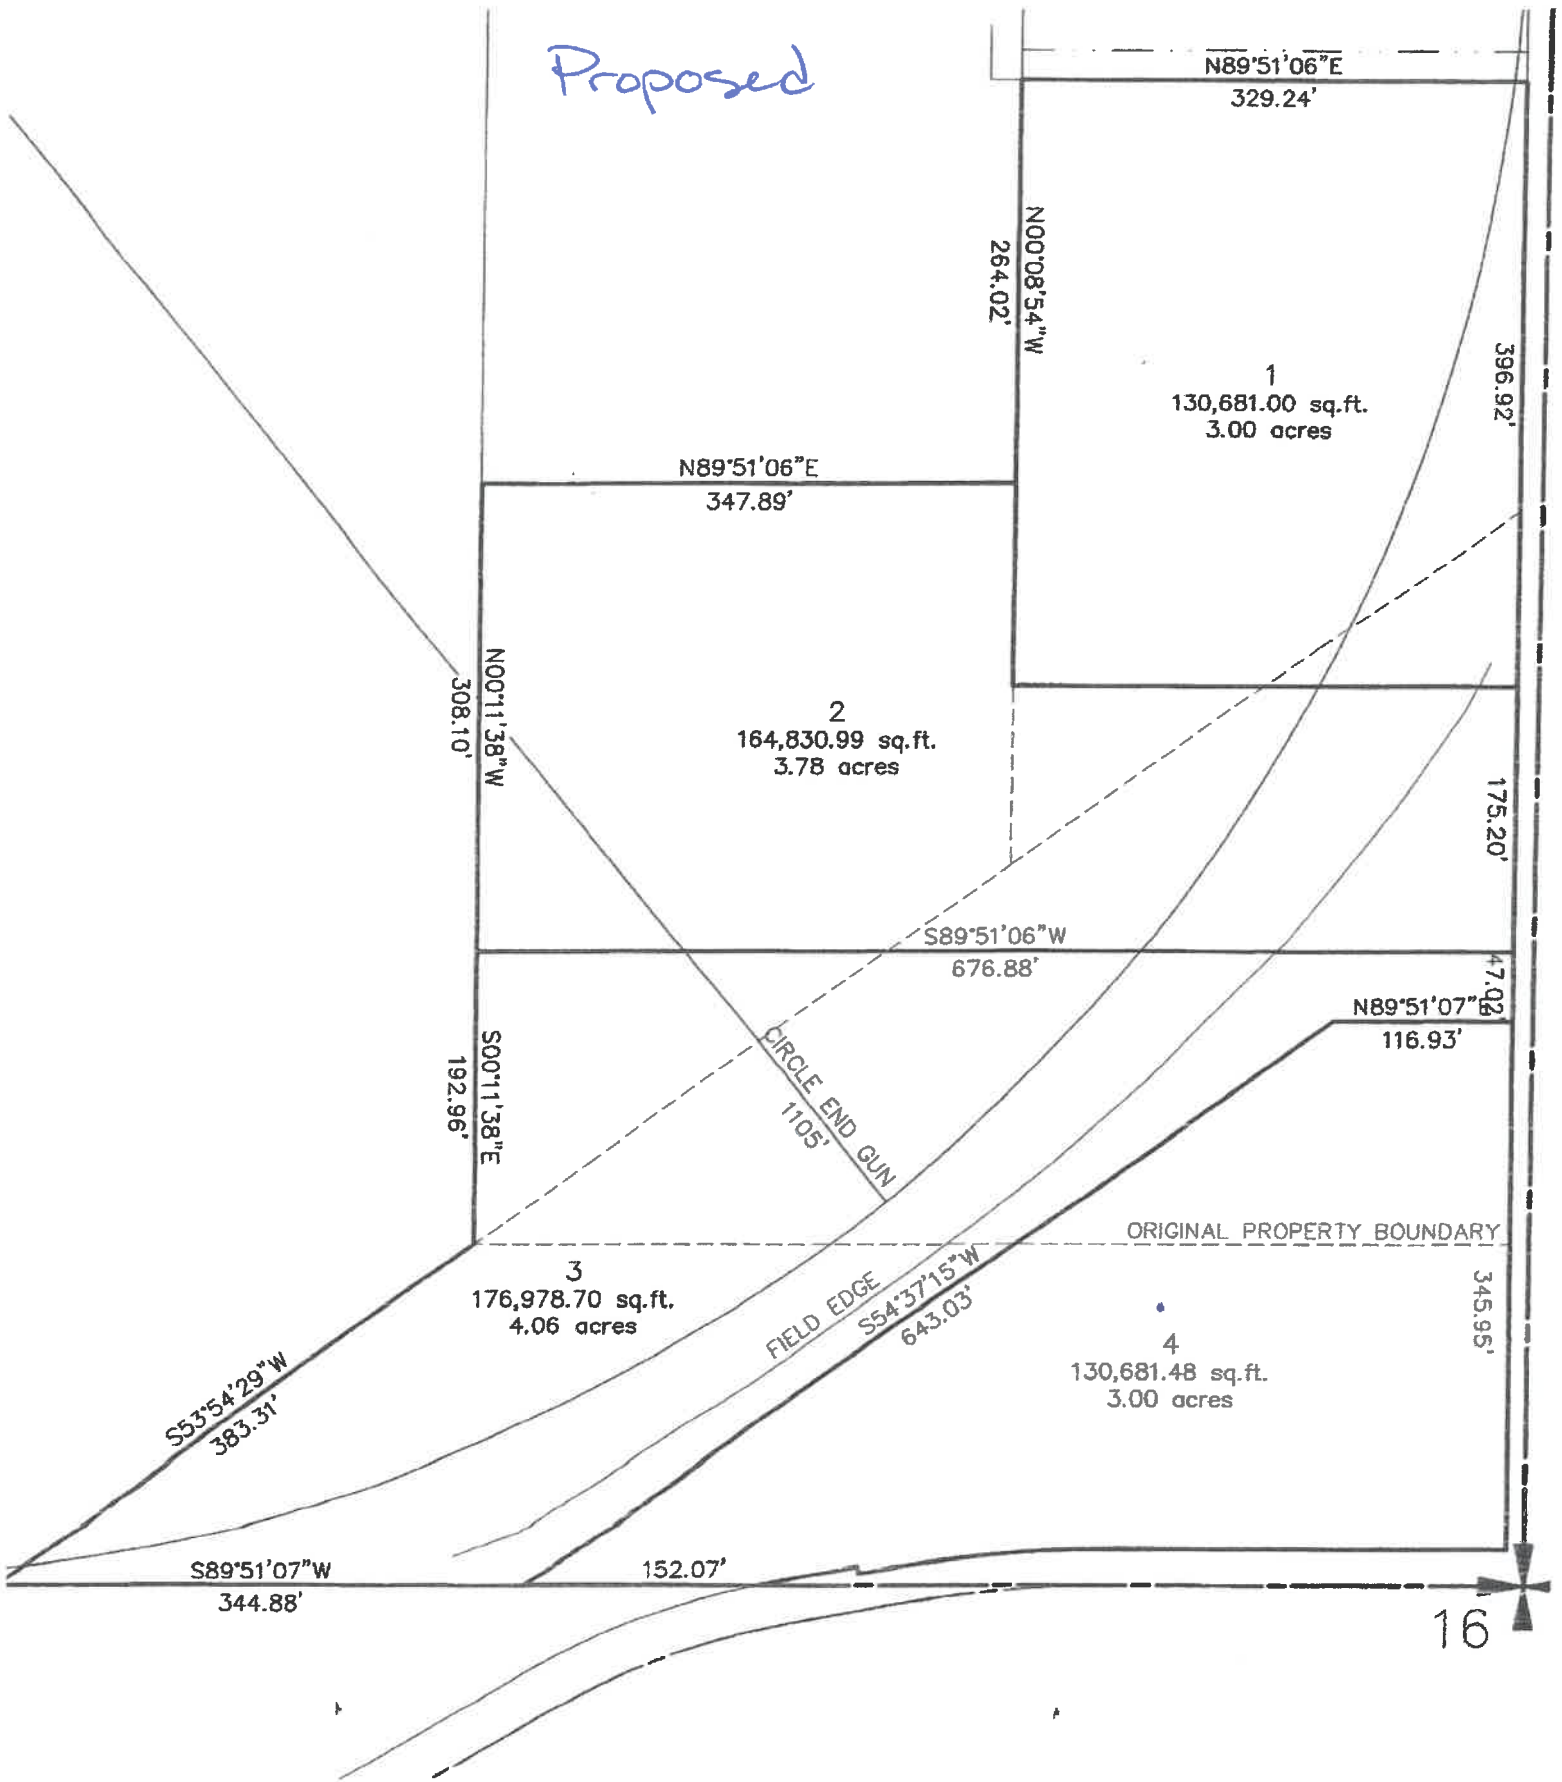 Proposed
N89°51'06"E
329.24'
N00°08'54"W
264.02'
1
130,681.00 sq.ft.
3.00 acres
396.92'
N89°51'06"E
347.89'
N00°11'38"W
308.10'
2
164,830.99 sq.ft.
3.78 acres
175.20'
S89°51'06"W
676.88'
47.02'
N89°51'07"E
116.93'
S00°11'38"E
192.96'
CIRCLE END GUN
1105'
ORIGINAL PROPERTY BOUNDARY
3
176,978.70 sq.ft.
4.06 acres
FIELD EDGE
S54°37'15"W
643.03'
345.95'
4
130,681.48 sq.ft.
3.00 acres
S53°54'29"W
383.31'
S89°51'07"W
344.88'
152.07'
16